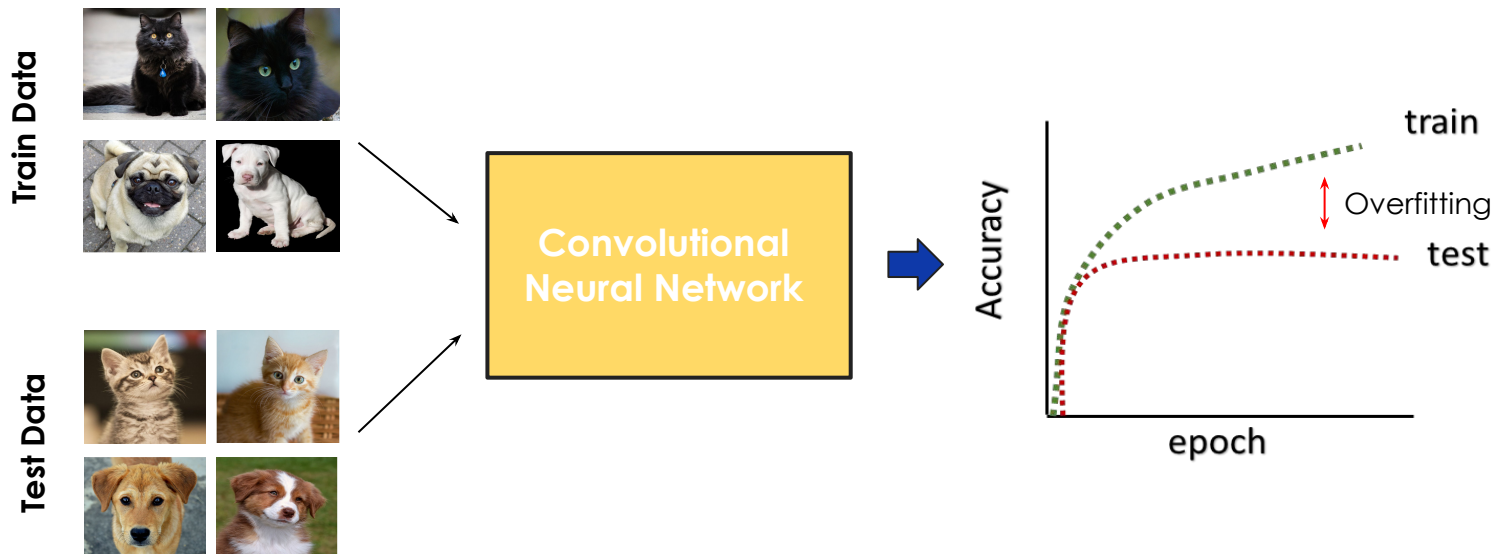 Train Data
Test Data
Convolutional
Neural Network
Accuracy
epoch
train
Overfitting
test